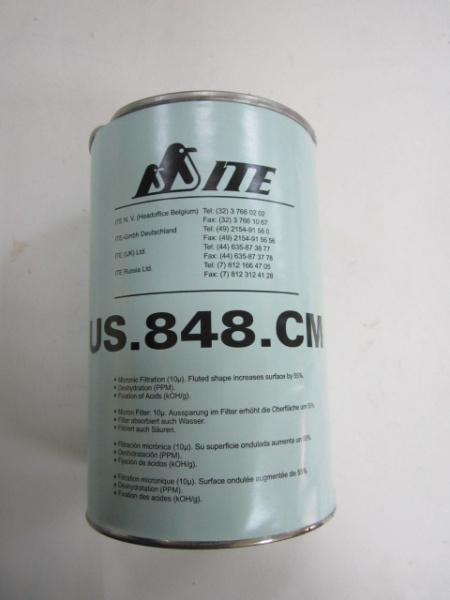 ITE
ITE N. V. (Headoffice Belgium) Tel: (32) 3 766 02 02
Fax: (32) 3 766 10 67
ITE-Gmbh Deutschland Tel: (49) 2154-91 56 0
Fax: (49) 2154-91 56 56
ITE (UK) Ltd. Tel: (44) 635-87 38 77
Fax: (44) 635-87 37 78
ITE Russia Ltd. Tel: (7) 812 166 47 05
Fax: (7) 812 312 41 28
US.848.CM
• Micronic Filtration (10µ). Fluted shape increases surface by 55%.
• Deshydration (PPM).
• Fixation of Acids (kOH/g).
• Micron Filter: 10µ. Aussparung im Filter erhöht die Oberfläche um 55%.
• Filter absorbiert auch Wasser.
• Filtriert auch Säuren.
• Filtración micrónica (10µ). Su superficie ondulada aumenta un 55%.
• Deshidratación (PPM).
• Fijación de ácidos (kOH/g).
• Filtration micronique (10µ). Surface ondulée augmentée de 55%.
• Déshydratation (PPM).
• Fixation des acides (kOH/g).